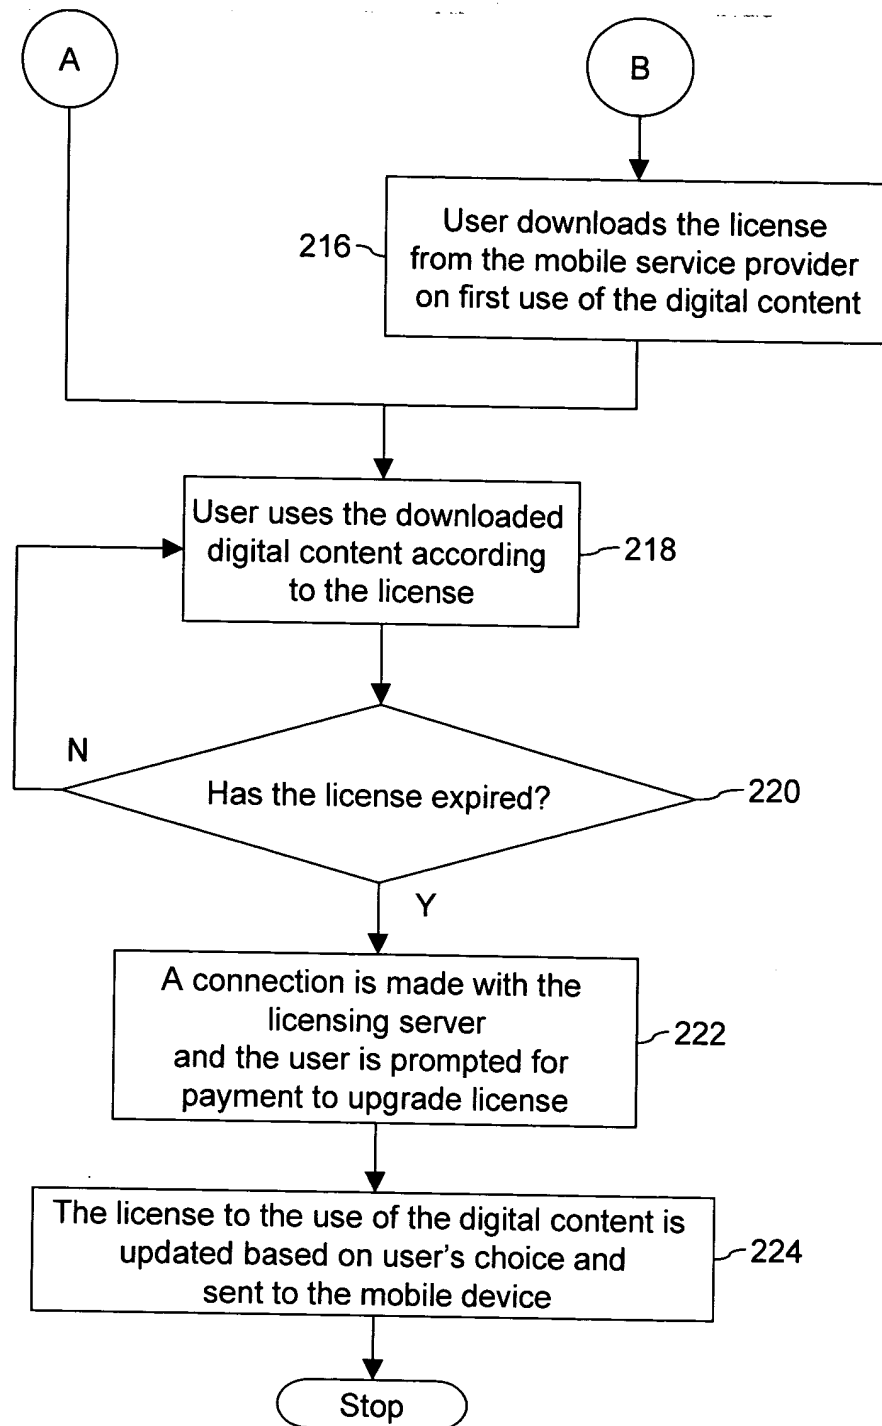 A
B
User downloads the license
from the mobile service provider
on first use of the digital content
216
User uses the downloaded
digital content according
to the license
218
N
Has the license expired?
220
Y
A connection is made with the
licensing server
and the user is prompted for
payment to upgrade license
222
The license to the use of the digital content is
updated based on user's choice and
sent to the mobile device
224
Stop